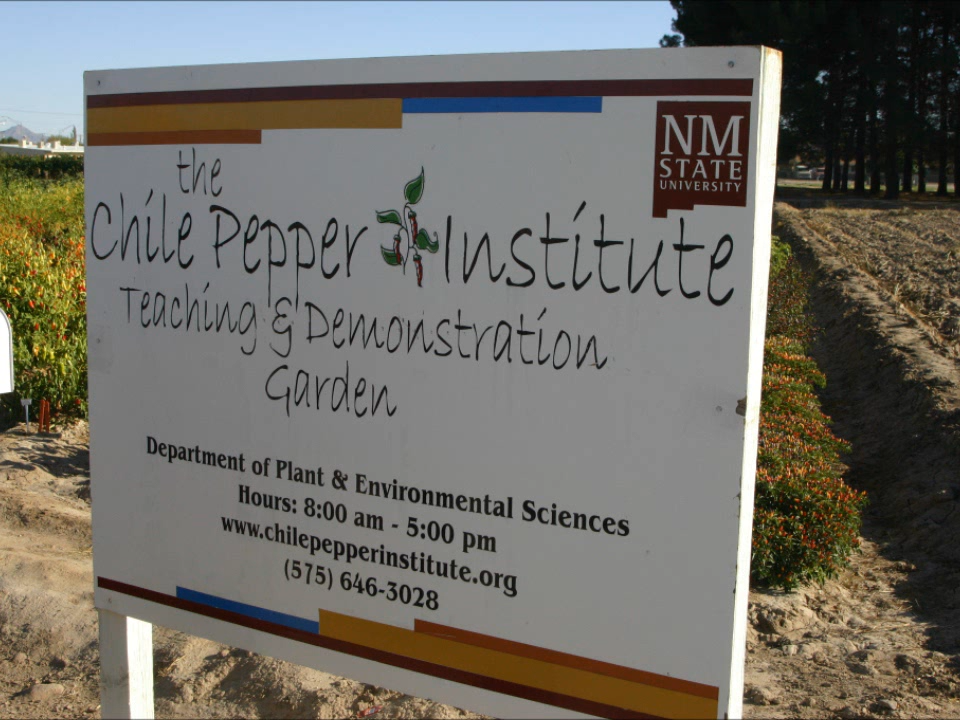 NM
STATE
UNIVERSITY
the
Chile Pepper Institute
Teaching & Demonstration
Garden
Department of Plant & Environmental Sciences
Hours: 8:00 am - 5:00 pm
www.chilepepperinstitute.org
(575) 646-3028